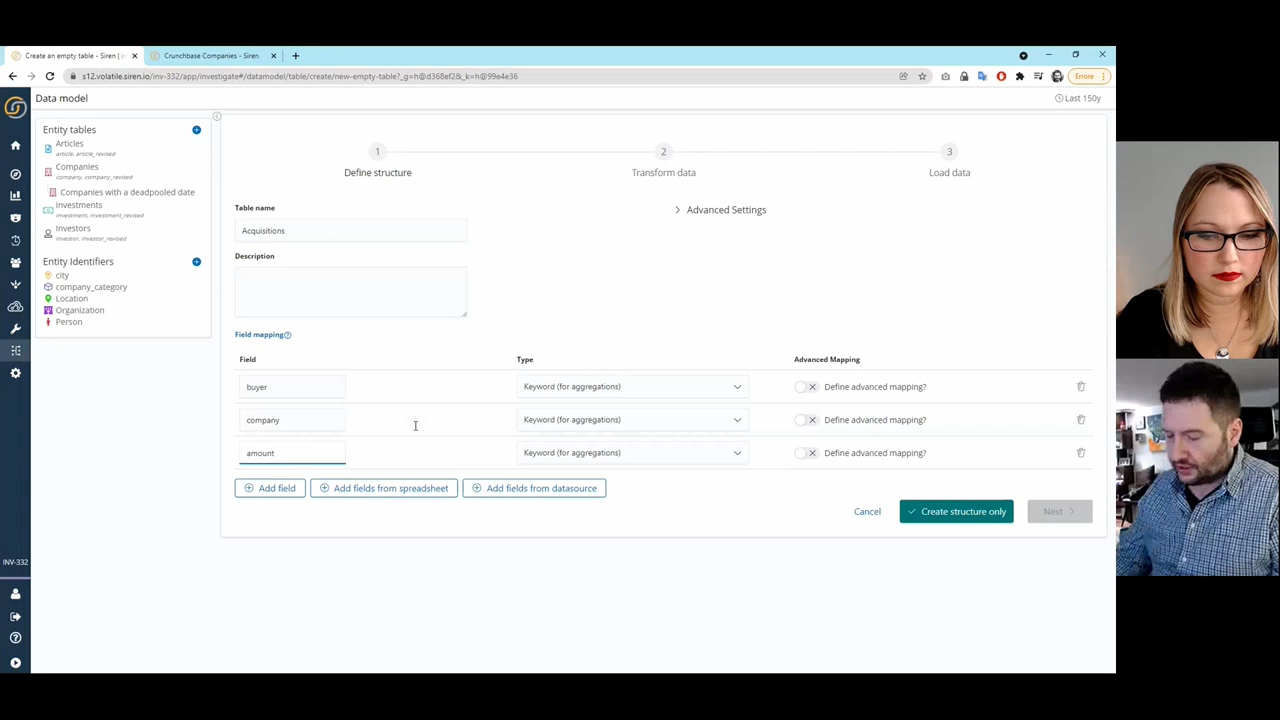 Create an empty table - Siren | In
Crunchbase Companies - Siren
s12.volatile.siren.io/inv-332/app/investigate#/datamodel/table/create/new-empty-table?_g=h@d368ef2&_k=h@99e4e36
Errore
Data model
Last 150y
Entity tables
Articles
article, article_revised
Companies
company, company_revised
Companies with a deadpooled date
Investments
investment, investment_revised
Investors
investor, investor_revised
Entity Identifiers
city
company_category
Location
Organization
Person
INV-332
1
2
3
Define structure
Transform data
Load data
Table name
Advanced Settings
Acquisitions
Description
Field mapping
Field
Type
Advanced Mapping
buyer
Keyword (for aggregations)
Define advanced mapping?
company
Keyword (for aggregations)
Define advanced mapping?
amount
Keyword (for aggregations)
Define advanced mapping?
Add field
Add fields from spreadsheet
Add fields from datasource
Cancel
Create structure only
Next